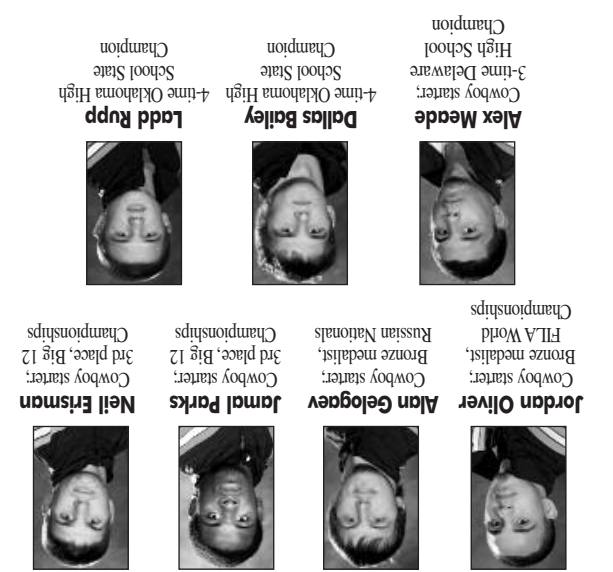 Jordan Oliver
Cowboy starter;
Bronze medalist,
FILA World
Championships
Alan Gelogaev
Cowboy starter;
Bronze medalist,
Russian Nationals
Jamal Parks
Cowboy starter;
3rd place, Big 12
Championships
Neil Erisman
Cowboy starter;
3rd place, Big 12
Championships
Alex Meade
Cowboy starter;
3-time Delaware
High School
Champion
Dallas Bailey
4-time Oklahoma High
School State
Champion
Ladd Rupp
4-time Oklahoma High
School State
Champion